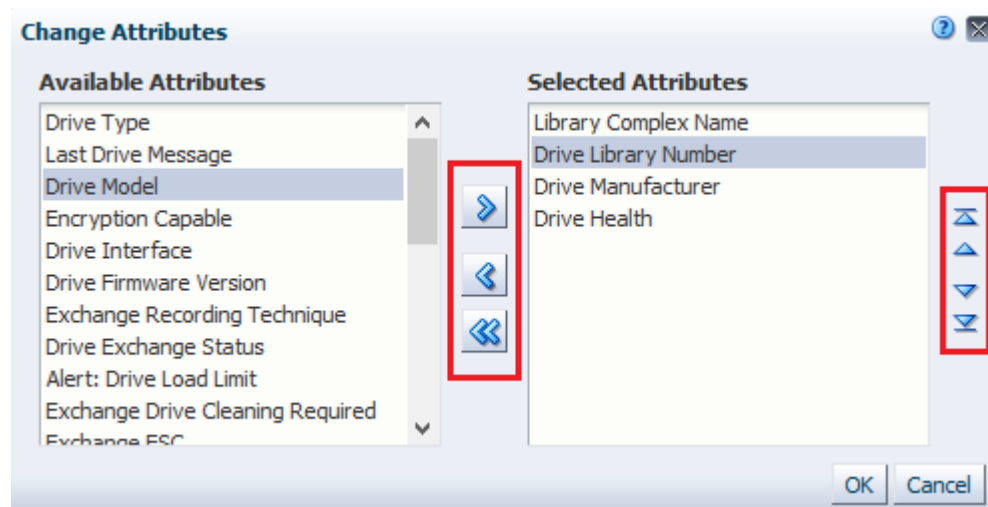 Change Attributes
Available Attributes
Drive Type
Last Drive Message
Drive Model
Encryption Capable
Drive Interface
Drive Firmware Version
Exchange Recording Technique
Drive Exchange Status
Alert: Drive Load Limit
Exchange Drive Cleaning Required
Exchange FSC
Selected Attributes
Library Complex Name
Drive Library Number
Drive Manufacturer
Drive Health
OK
Cancel